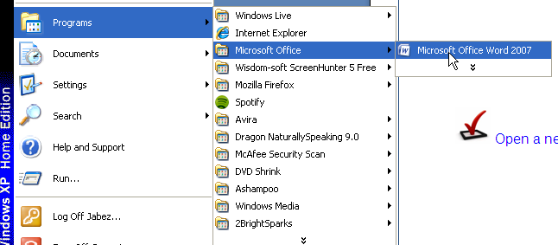 Windows XP Home Edition
Programs
Documents
Settings
Search
Help and Support
Run...
Log Off Jabez...
Windows Live
Internet Explorer
Microsoft Office
Wisdom-soft ScreenHunter 5 Free
Mozilla Firefox
Spotify
Avira
Dragon NaturallySpeaking 9.0
McAfee Security Scan
DVD Shrink
Ashampoo
Windows Media
2BrightSparks
Microsoft Office Word 2007
Open a ne